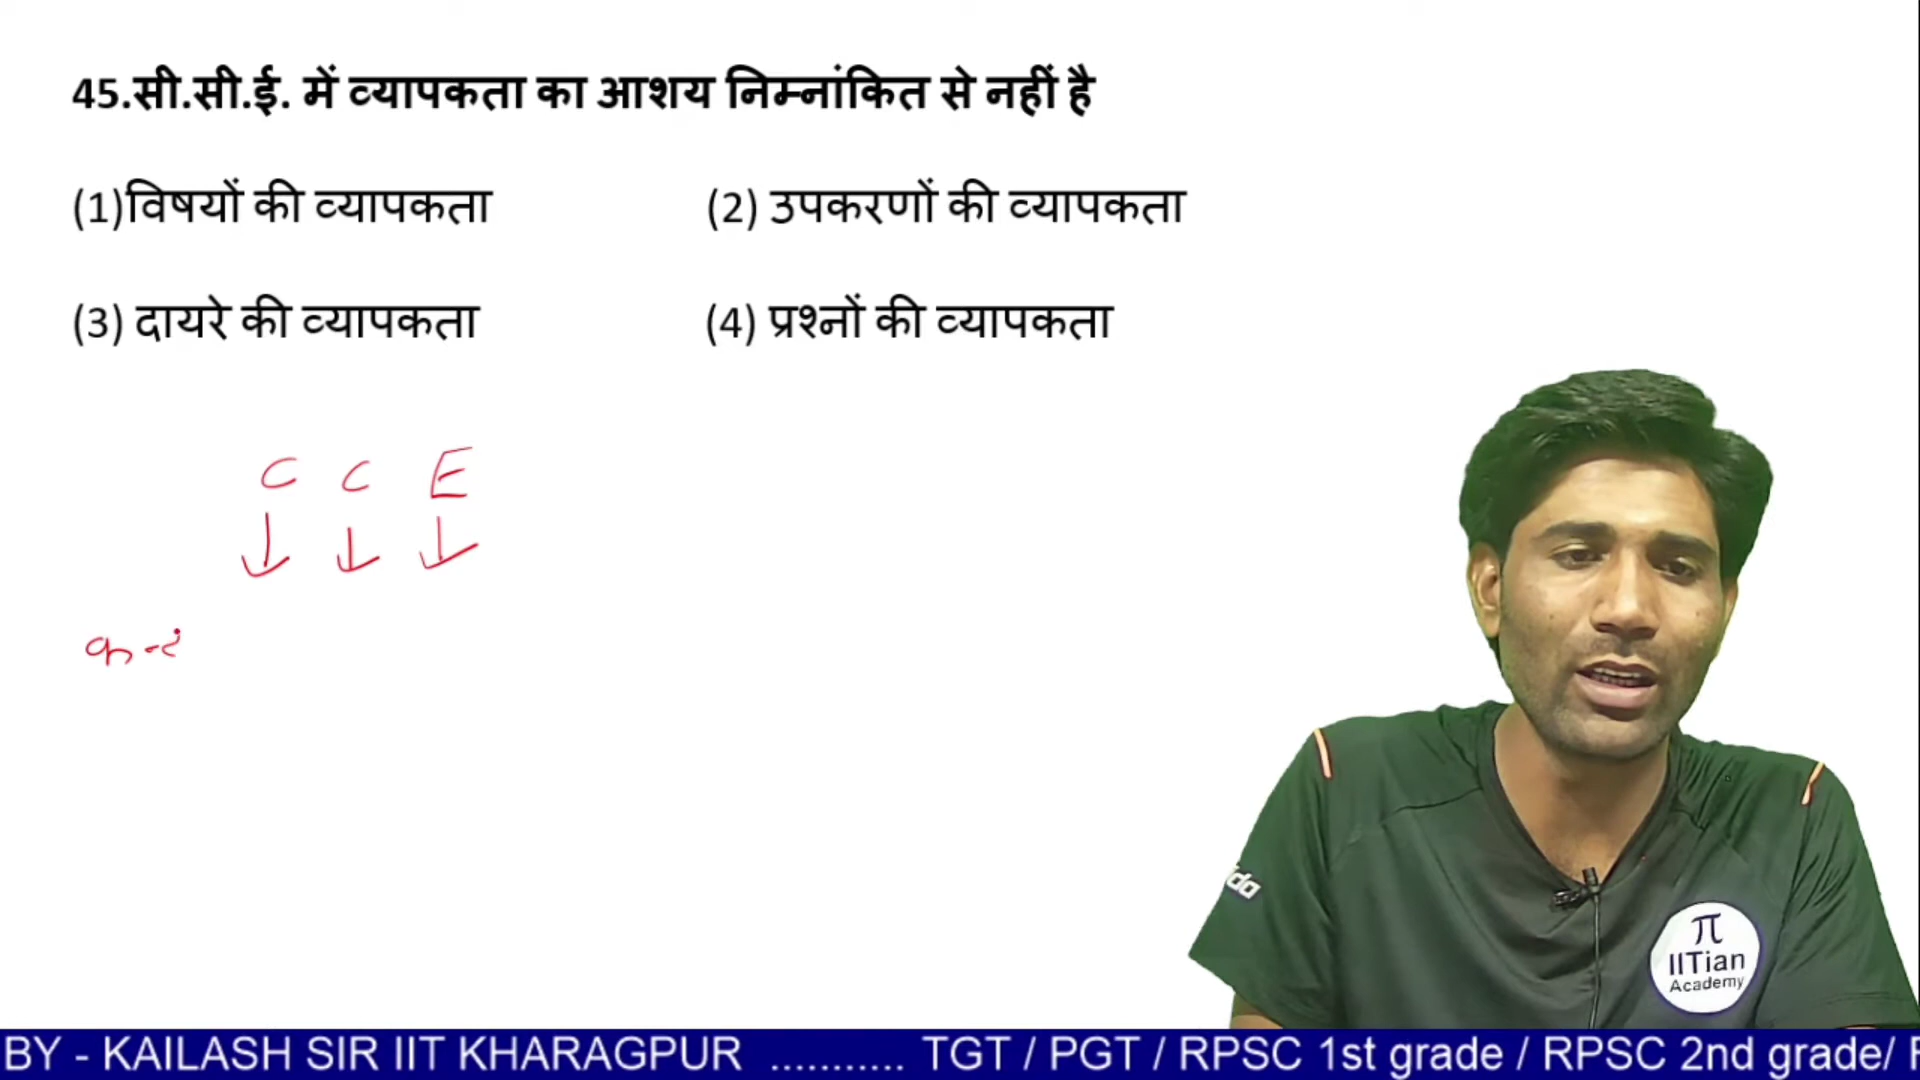 45.सी.सी.ई. में व्यापकता का आशय निम्नांकित से नहीं है
(1)विषयों की व्यापकता (2) उपकरणों की व्यापकता
(3) दायरे की व्यापकता (4) प्रश्नों की व्यापकता
C C E
π
IITian
Academy
BY - KAILASH SIR IIT KHARAGPUR ........... TGT / PGT / RPSC 1st grade / RPSC 2nd grade/